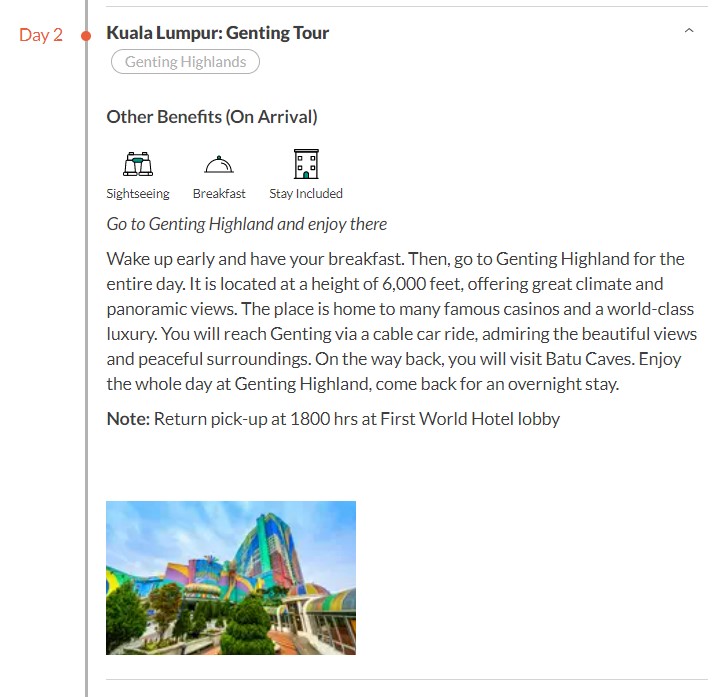 Day 2
Kuala Lumpur: Genting Tour
Genting Highlands
Other Benefits (On Arrival)
Sightseeing Breakfast Stay Included
Go to Genting Highland and enjoy there
Wake up early and have your breakfast. Then, go to Genting Highland for the
entire day. It is located at a height of 6,000 feet, offering great climate and
panoramic views. The place is home to many famous casinos and a world-class
luxury. You will reach Genting via a cable car ride, admiring the beautiful views
and peaceful surroundings. On the way back, you will visit Batu Caves. Enjoy
the whole day at Genting Highland, come back for an overnight stay.
Note: Return pick-up at 1800 hrs at First World Hotel lobby